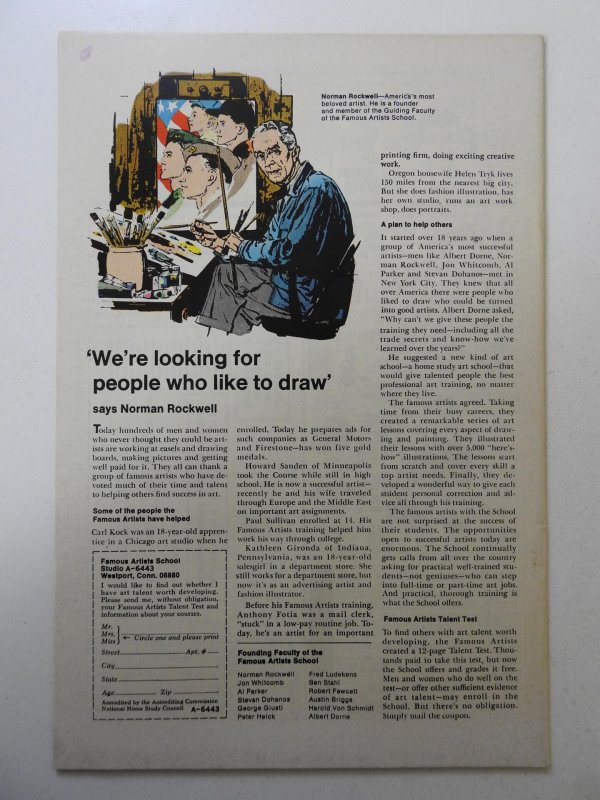 Norman Rockwell—America's most
beloved artist. He is a founder
and member of the Guiding Faculty
of the Famous Artists School.
'We're looking for
people who like to draw'
says Norman Rockwell
Today hundreds of men and women
who never thought they could be art-
ists are working at easels and drawing
boards, making pictures and getting
well paid for it. They all can thank a
group of famous artists who have de-
voted much of their time and talent
to helping others find success in art.
Some of the people the
Famous Artists have helped
Carl Kock was an 18-year-old appren-
tice in a Chicago art studio when he
Famous Artists School
Studio A-6443
Westport, Conn. 06880
I would like to find out whether I
have art talent worth developing.
Please send me, without obligation,
your Famous Artists Talent Test and
information about your courses.
Mr.
Mrs.
Miss
← Circle one and please print
Street Apt. #
City
State
Age Zip
Accredited by the Accrediting Commission
National Home Study Council A-6443
enrolled. Today he prepares ads for
such companies as General Motors
and Firestone—has won five gold
medals.
Howard Sanden of Minneapolis
took the Course while still in high
school. He is now a successful artist—
recently he and his wife traveled
through Europe and the Middle East
on important art assignments.
Paul Sullivan enrolled at 14. His
Famous Artists training helped him
work his way through college.
Kathleen Gironda of Indiana,
Pennsylvania, was an 18-year-old
salesgirl in a department store. She
still works for a department store, but
now it's as an advertising artist and
fashion illustrator.
Before his Famous Artists training,
Anthony Fotia was a mail clerk,
"stuck" in a low-pay routine job. To-
day, he's an artist for an important
Founding Faculty of the
Famous Artists School
Norman Rockwell
Jon Whitcomb
Al Parker
Stevan Dohanos
George Giusti
Peter Helck
Fred Ludekens
Ben Stahl
Robert Fawcett
Austin Briggs
Harold Von Schmidt
Albert Dorne
printing firm, doing exciting creative
work.
Oregon housewife Helen Tryk lives
150 miles from the nearest big city.
But she does fashion illustration, has
her own studio, runs an art work
shop, does portraits.
A plan to help others
It started over 18 years ago when a
group of America's most successful
artists—men like Albert Dorne, Nor-
man Rockwell, Jon Whitcomb, Al
Parker and Stevan Dohanos—met in
New York City. They knew that all
over America there were people who
liked to draw who could be turned
into good artists. Albert Dorne asked,
"Why can't we give these people the
training they need—including all the
trade secrets and know-how we've
learned over the years?"
He suggested a new kind of art
school—a home study art school—that
would give talented people the best
professional art training, no matter
where they live.
The famous artists agreed. Taking
time from their busy careers, they
created a remarkable series of art
lessons covering every aspect of draw-
ing and painting. They illustrated
their lessons with over 5,000 "here's-
how" illustrations. The lessons start
from scratch and cover every skill a
top artist needs. Finally, they de-
veloped a wonderful way to give each
student personal correction and ad-
vice all through his training.
The famous artists with the School
are not surprised at the success of
their students. The opportunities
open to successful artists today are
enormous. The School continually
gets calls from all over the country
asking for practical well-trained stu-
dents—not geniuses—who can step
into full-time or part-time art jobs.
And practical, thorough training is
what the School offers.
Famous Artists Talent Test
To find others with art talent worth
developing, the Famous Artists
created a 12-page Talent Test. Thou-
sands paid to take this test, but now
the School offers and grades it free.
Men and women who do well on the
test—or offer other sufficient evidence
of art talent—may enroll in the
School. But there's no obligation.
Simply mail the coupon.